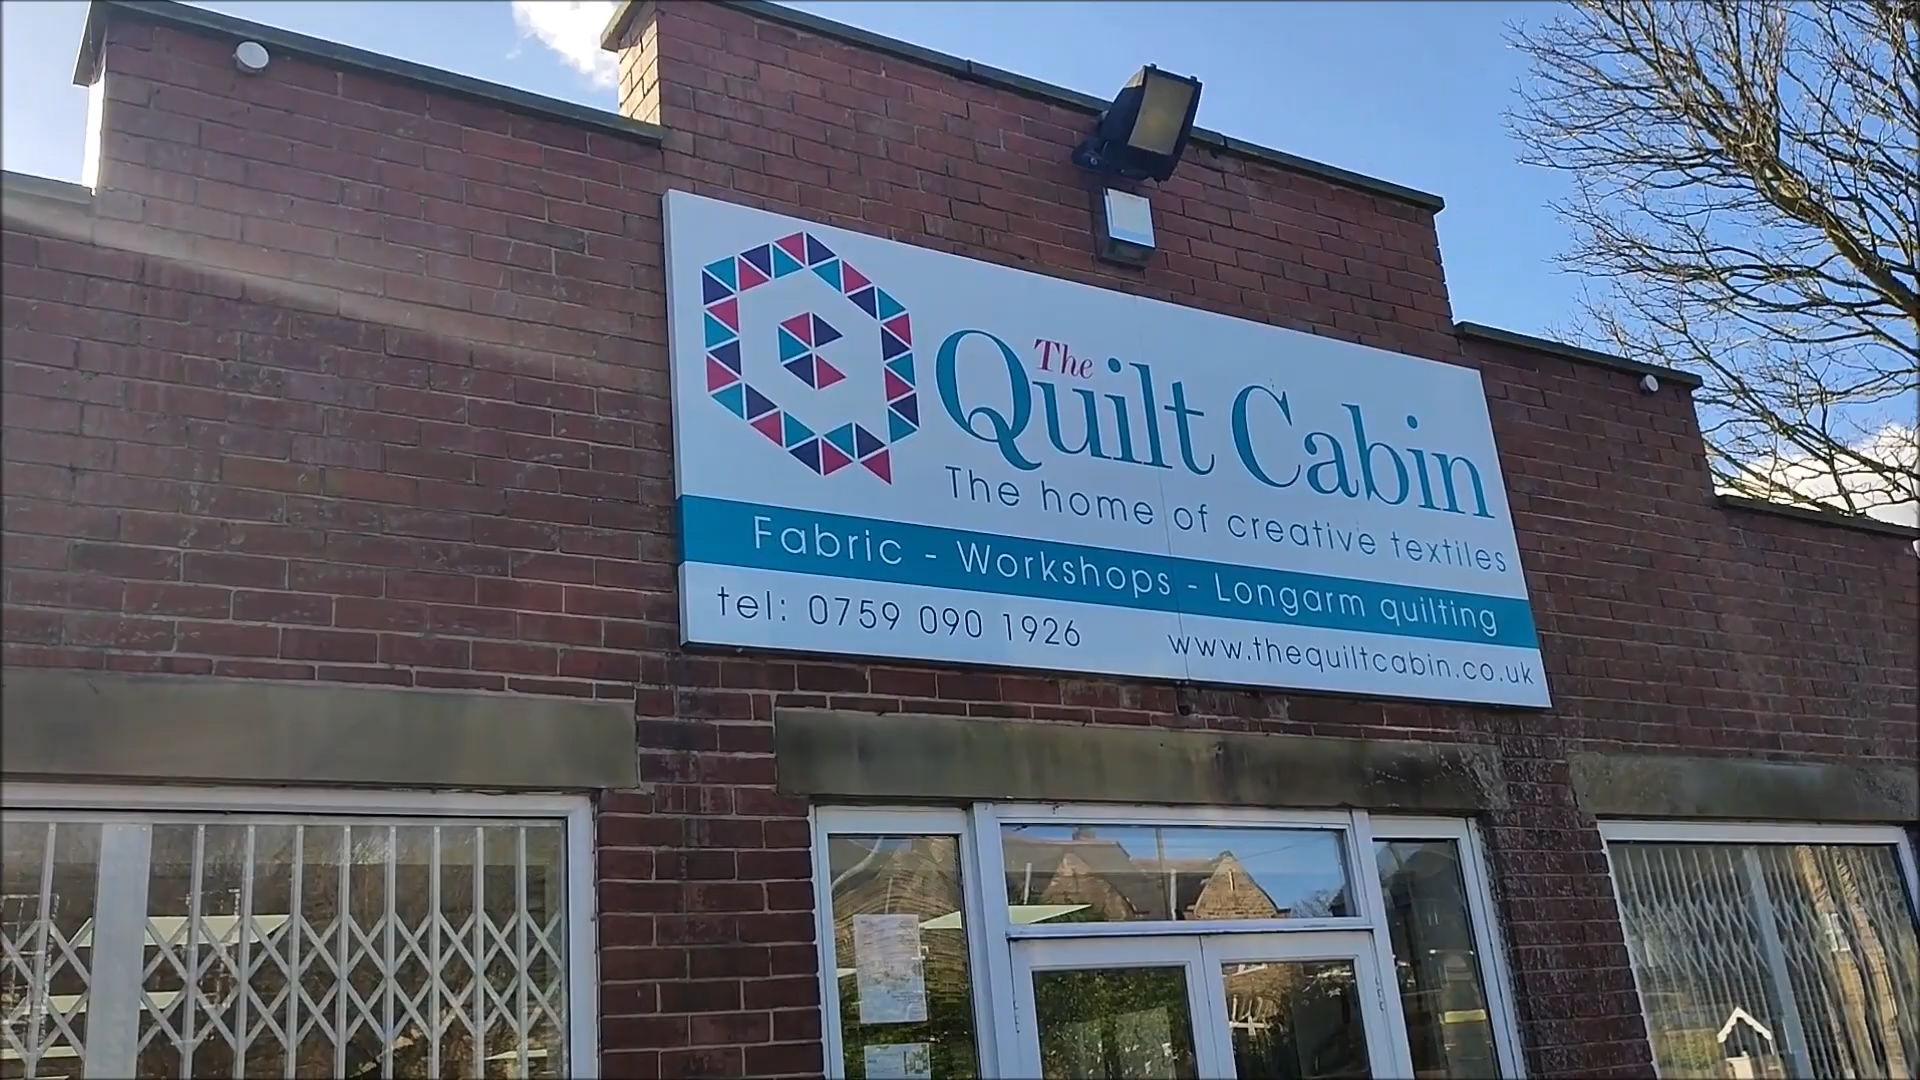 The
Quilt Cabin
The home of creative textiles
Fabric - Workshops - Longarm quilting
tel: 0759 090 1926 www.thequiltcabin.co.uk